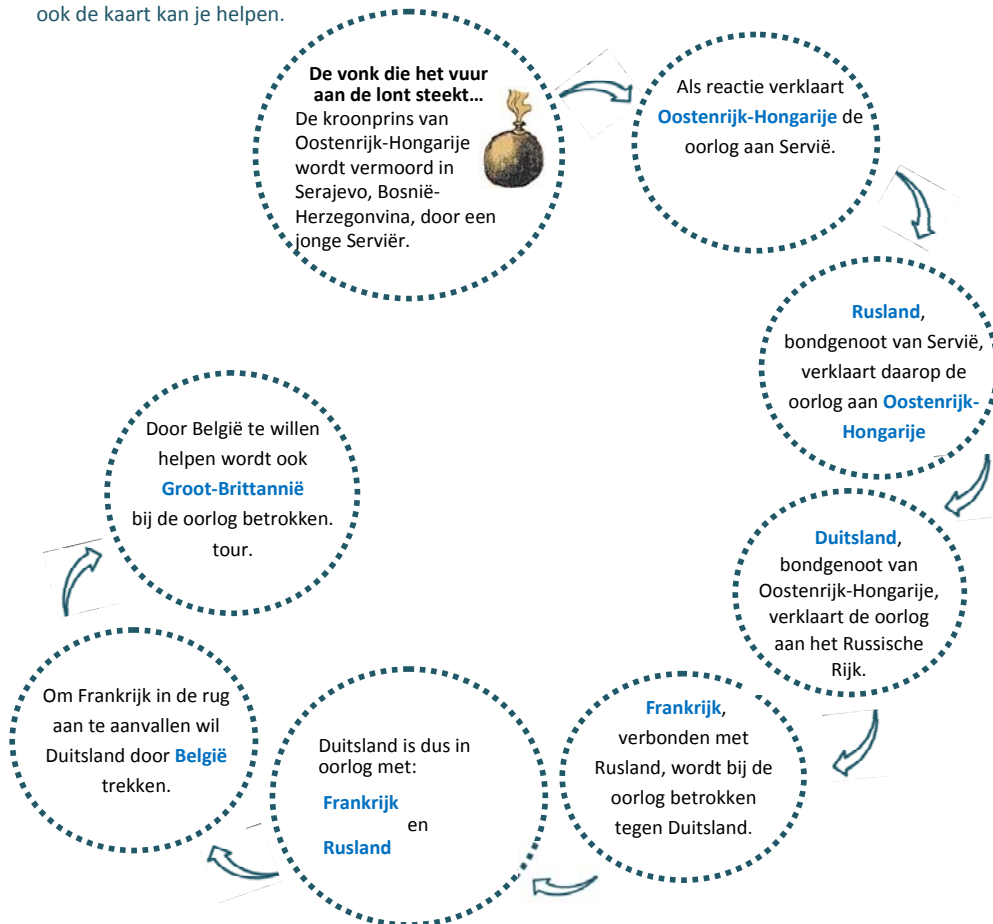 ook de kaart kan je helpen.
De vonk die het vuur
aan de lont steekt...
De kroonprins van
Oostenrijk-Hongarije
wordt vermoord in
Serajevo, Bosnië-
Herzegonvina, door een
jonge Serviër.
Als reactie verklaart
Oostenrijk-Hongarije de
oorlog aan Servië.
Rusland,
bondgenoot van Servië,
verklaart daarop de
oorlog aan Oostenrijk-
Hongarije
Duitsland,
bondgenoot van
Oostenrijk-Hongarije,
verklaart de oorlog
aan het Russische
Rijk.
Frankrijk,
verbonden met
Rusland, wordt bij de
oorlog betrokken
tegen Duitsland.
Duitsland is dus in
oorlog met:
Frankrijk
en
Rusland
Om Frankrijk in de rug
aan te aanvallen wil
Duitsland door België
trekken.
Door België te willen
helpen wordt ook
Groot-Brittannië
bij de oorlog betrokken.
tour.